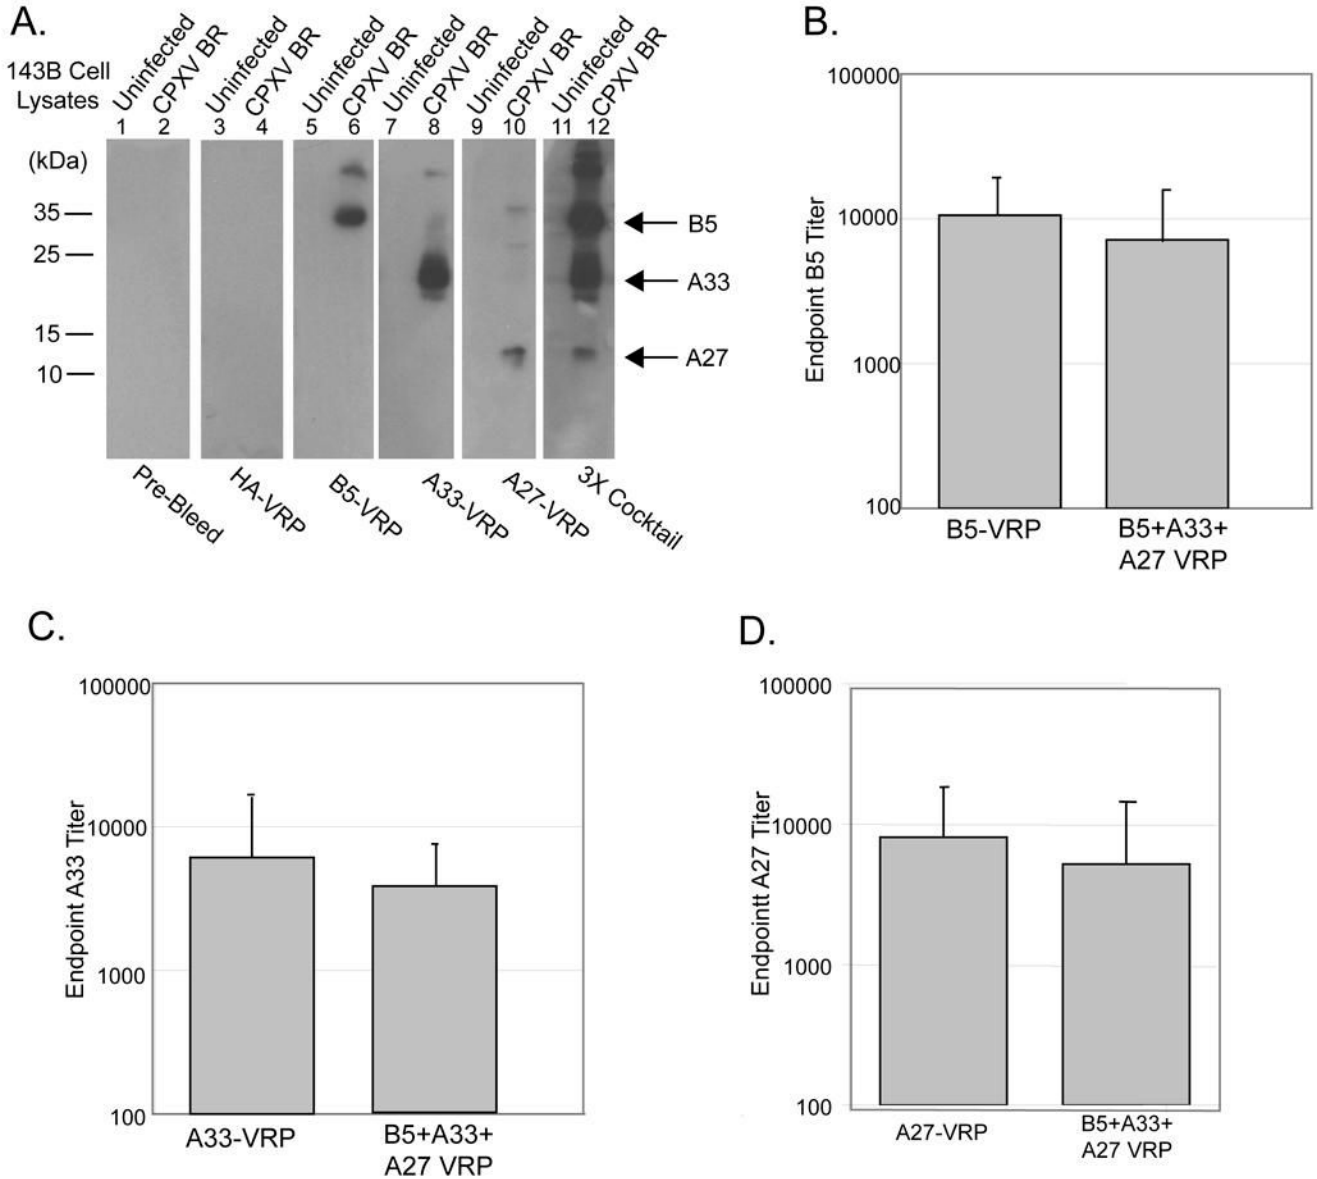 A.
143B Cell
Lysates
Uninfected
CPXV BR
Uninfected
CPXV BR
Uninfected
CPXV BR
Uninfected
CPXV BR
Uninfected
CPXV BR
Uninfected
CPXV BR
1 2 3 4 5 6 7 8 9 10 11 12
(kDa)
35
25
15
10
B5
A33
A27
Pre-Bleed
HA-VRP
B5-VRP
A33-VRP
A27-VRP
3X Cocktail
B.
Endpoint B5 Titer
100000
10000
1000
100
B5-VRP
B5+A33+
A27 VRP
C.
Endpoint A33 Titer
100000
10000
1000
100
A33-VRP
B5+A33+
A27 VRP
D.
Endpointt A27 Titer
100000
10000
1000
100
A27-VRP
B5+A33+
A27 VRP